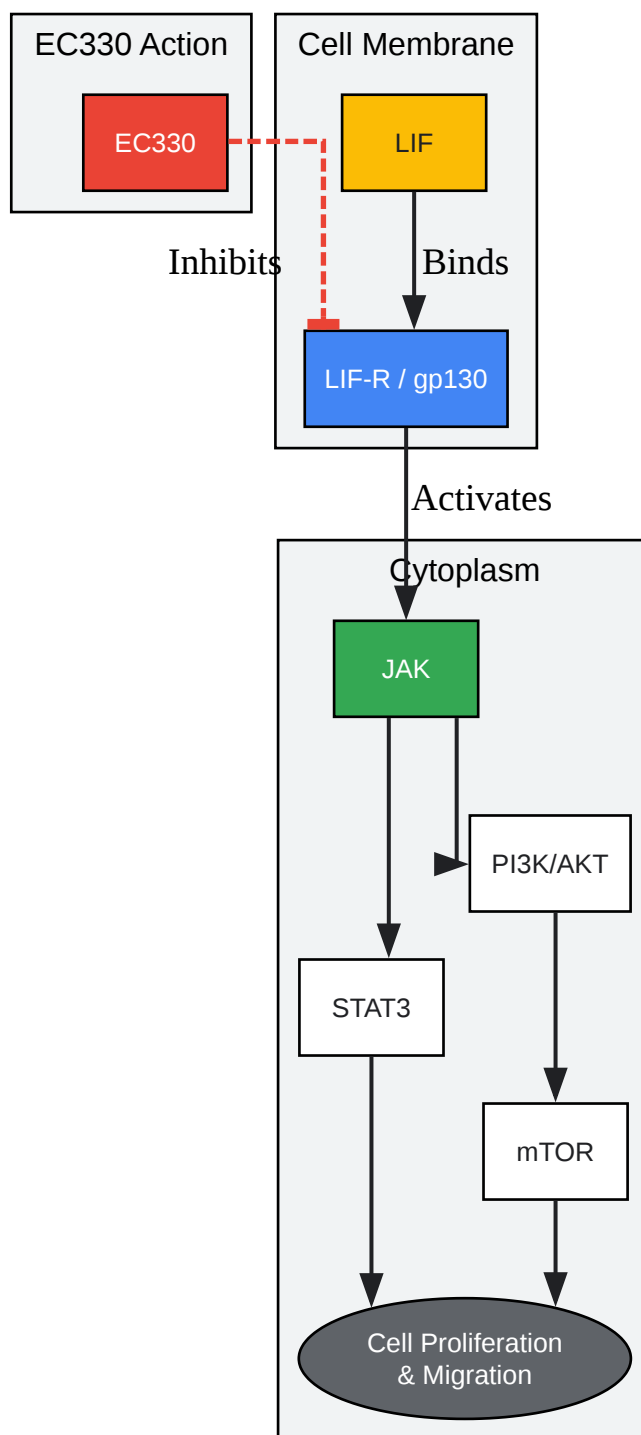 EC330 Action
Cell Membrane
EC330
LIF
Inhibits
Binds
LIF-R / gp130
Activates
Cytoplasm
JAK
PI3K/AKT
STAT3
mTOR
Cell Proliferation
& Migration